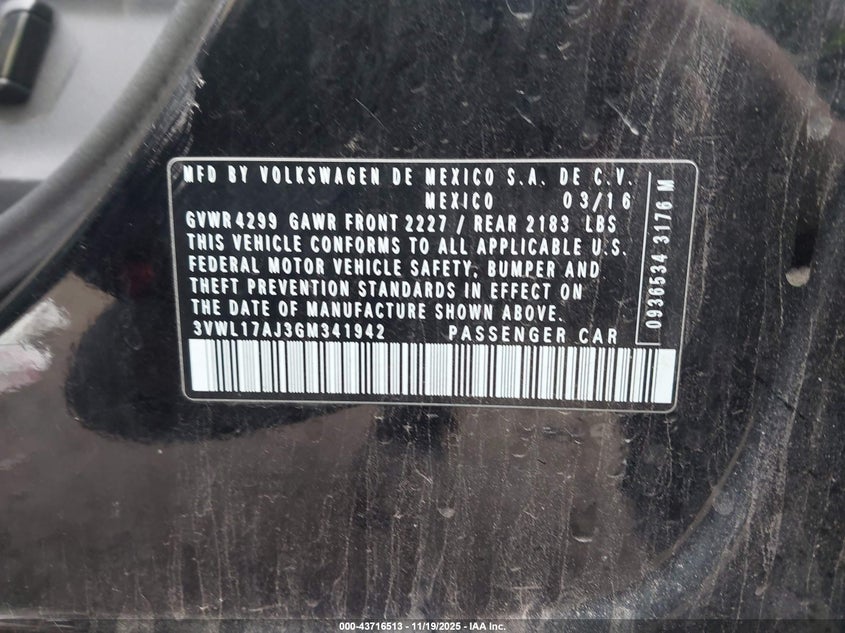 MFD BY VOLKSWAGEN DE MEXICO S.A. DE C.V.
MEXICO 03/16
GVWR 4299 GAWR FRONT 2227 / REAR 2183 LBS
THIS VEHICLE CONFORMS TO ALL APPLICABLE U.S.
FEDERAL MOTOR VEHICLE SAFETY, BUMPER AND
THEFT PREVENTION STANDARDS IN EFFECT ON
THE DATE OF MANUFACTURE SHOWN ABOVE.
3VWL17AJ3GM341942 PASSENGER CAR
0936534 3176 M
000-43716513 - 11/19/2025 - IAA Inc.